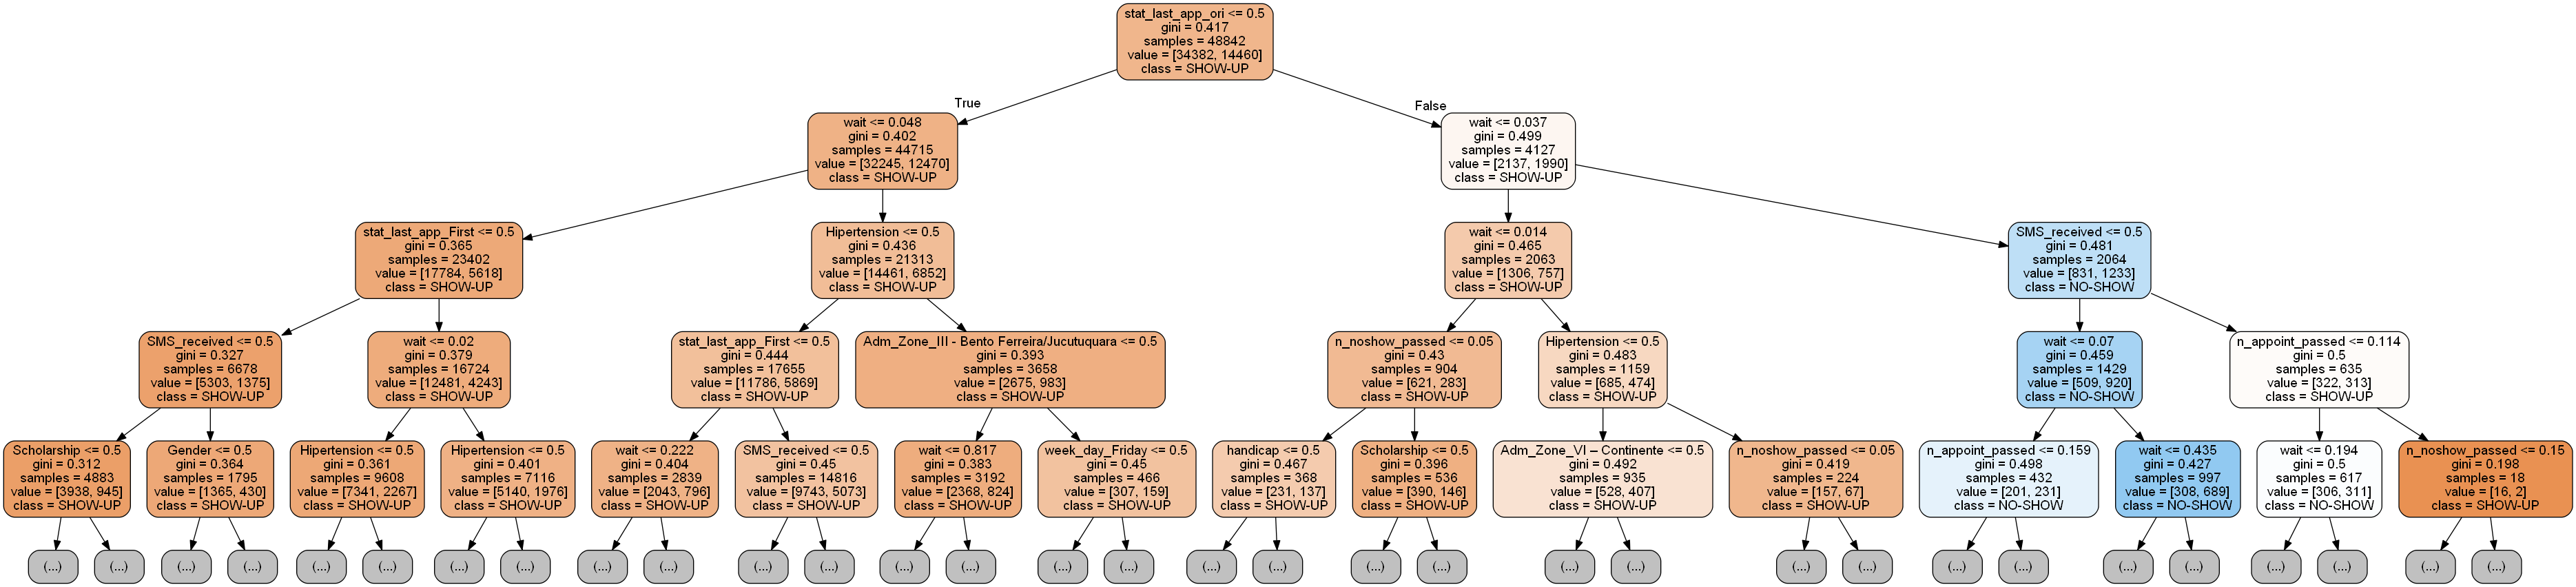 stat_last_app_ori <= 0.5
gini = 0.417
samples = 48842
value = [34382, 14460]
class = SHOW-UP
True
False
wait <= 0.048
gini = 0.402
samples = 44715
value = [32245, 12470]
class = SHOW-UP
wait <= 0.037
gini = 0.499
samples = 4127
value = [2137, 1990]
class = SHOW-UP
stat_last_app_First <= 0.5
gini = 0.365
samples = 23402
value = [17784, 5618]
class = SHOW-UP
Hipertension <= 0.5
gini = 0.436
samples = 21313
value = [14461, 6852]
class = SHOW-UP
wait <= 0.014
gini = 0.465
samples = 2063
value = [1306, 757]
class = SHOW-UP
SMS_received <= 0.5
gini = 0.481
samples = 2064
value = [831, 1233]
class = NO-SHOW
SMS_received <= 0.5
gini = 0.327
samples = 6678
value = [5303, 1375]
class = SHOW-UP
wait <= 0.02
gini = 0.379
samples = 16724
value = [12481, 4243]
class = SHOW-UP
stat_last_app_First <= 0.5
gini = 0.444
samples = 17655
value = [11786, 5869]
class = SHOW-UP
Adm_Zone_III - Bento Ferreira/Jucutuquara <= 0.5
gini = 0.393
samples = 3658
value = [2675, 983]
class = SHOW-UP
n_noshow_passed <= 0.05
gini = 0.43
samples = 904
value = [621, 283]
class = SHOW-UP
Hipertension <= 0.5
gini = 0.483
samples = 1159
value = [685, 474]
class = SHOW-UP
wait <= 0.07
gini = 0.459
samples = 1429
value = [509, 920]
class = NO-SHOW
n_appoint_passed <= 0.114
gini = 0.5
samples = 635
value = [322, 313]
class = SHOW-UP
Scholarship <= 0.5
gini = 0.312
samples = 4883
value = [3938, 945]
class = SHOW-UP
Gender <= 0.5
gini = 0.364
samples = 1795
value = [1365, 430]
class = SHOW-UP
Hipertension <= 0.5
gini = 0.361
samples = 9608
value = [7341, 2267]
class = SHOW-UP
Hipertension <= 0.5
gini = 0.401
samples = 7116
value = [5140, 1976]
class = SHOW-UP
wait <= 0.222
gini = 0.404
samples = 2839
value = [2043, 796]
class = SHOW-UP
SMS_received <= 0.5
gini = 0.45
samples = 14816
value = [9743, 5073]
class = SHOW-UP
wait <= 0.817
gini = 0.383
samples = 3192
value = [2368, 824]
class = SHOW-UP
week_day_Friday <= 0.5
gini = 0.45
samples = 466
value = [307, 159]
class = SHOW-UP
handicap <= 0.5
gini = 0.467
samples = 368
value = [231, 137]
class = SHOW-UP
Scholarship <= 0.5
gini = 0.396
samples = 536
value = [390, 146]
class = SHOW-UP
Adm_Zone_VI – Continente <= 0.5
gini = 0.492
samples = 935
value = [528, 407]
class = SHOW-UP
n_noshow_passed <= 0.05
gini = 0.419
samples = 224
value = [157, 67]
class = SHOW-UP
n_appoint_passed <= 0.159
gini = 0.498
samples = 432
value = [201, 231]
class = NO-SHOW
wait <= 0.435
gini = 0.427
samples = 997
value = [308, 689]
class = NO-SHOW
wait <= 0.194
gini = 0.5
samples = 617
value = [306, 311]
class = NO-SHOW
n_noshow_passed <= 0.15
gini = 0.198
samples = 18
value = [16, 2]
class = SHOW-UP
(...) (...) (...) (...) (...) (...) (...) (...) (...) (...) (...) (...) (...) (...) (...) (...) (...) (...) (...) (...) (...) (...) (...) (...) (...) (...) (...) (...) (...) (...)